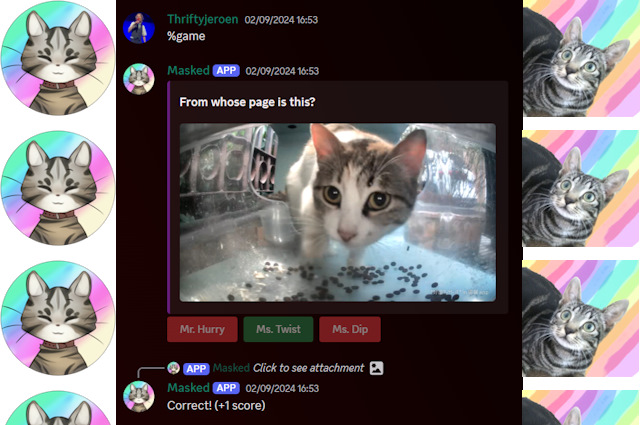 Thriftyjeroen 02/09/2024 16:53
%game
Masked APP 02/09/2024 16:53
From whose page is this?
Mr. Hurry Ms. Twist Ms. Dip
APP Masked Click to see attachment
Masked APP 02/09/2024 16:53
Correct! (+1 score)